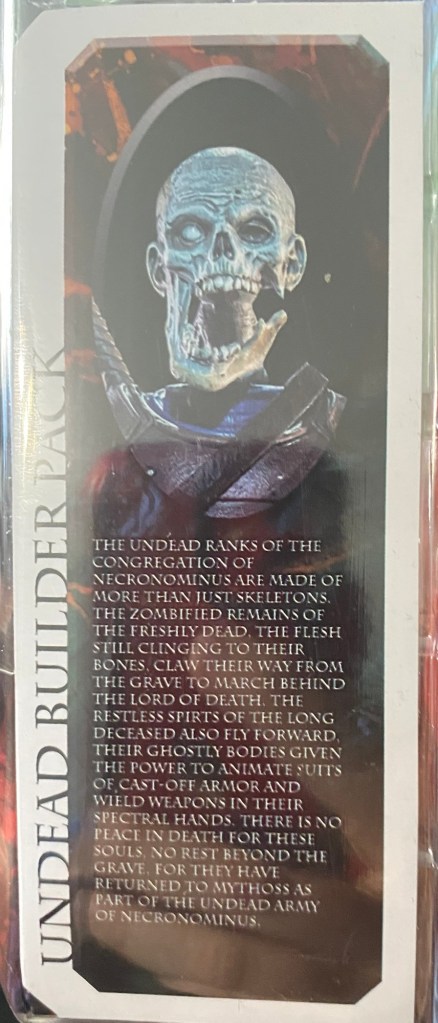 UNDEAD BUILDER PACK
THE UNDEAD RANKS OF THE
CONGREGATION OF
NECRONOMINUS ARE MADE OF
MORE THAN JUST SKELETONS.
THE ZOMBIFIED REMAINS OF
THE FRESHLY DEAD, THE FLESH
STILL CLINGING TO THEIR
BONES, CLAW THEIR WAY FROM
THE GRAVE TO MARCH BEHIND
THE LORD OF DEATH. THE
RESTLESS SPIRTS OF THE LONG
DECEASED ALSO FLY FORWARD,
THEIR GHOSTLY BODIES GIVEN
THE POWER TO ANIMATE SUITS
OF CAST-OFF ARMOR AND
WIELD WEAPONS IN THEIR
SPECTRAL HANDS. THERE IS NO
PEACE IN DEATH FOR THESE
SOULS, NO REST BEYOND THE
GRAVE, FOR THEY HAVE
RETURNED TO MYTHOSS AS
PART OF THE UNDEAD ARMY
OF NECRONOMINUS.